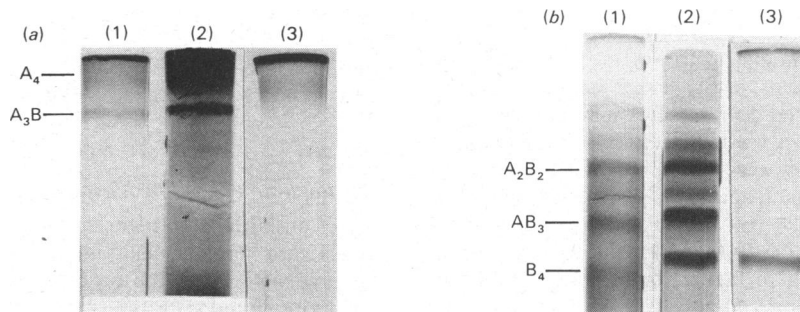 (a) (1) (2) (3)
A₄
A₃B
(b) (1) (2) (3)
A₂B₂
AB₃
B₄